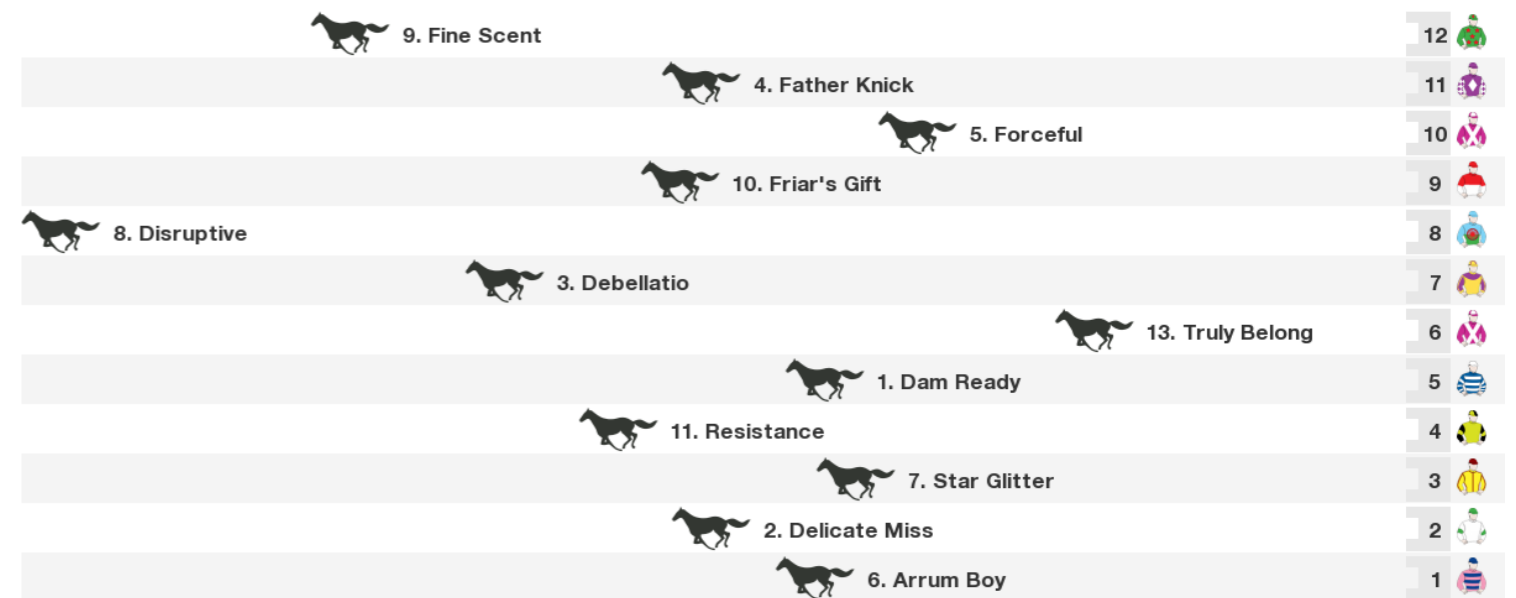 9. Fine Scent 12
4. Father Knick 11
5. Forceful 10
10. Friar's Gift 9
8. Disruptive 8
3. Debellatio 7
13. Truly Belong 6
1. Dam Ready 5
11. Resistance 4
7. Star Glitter 3
2. Delicate Miss 2
6. Arrum Boy 1